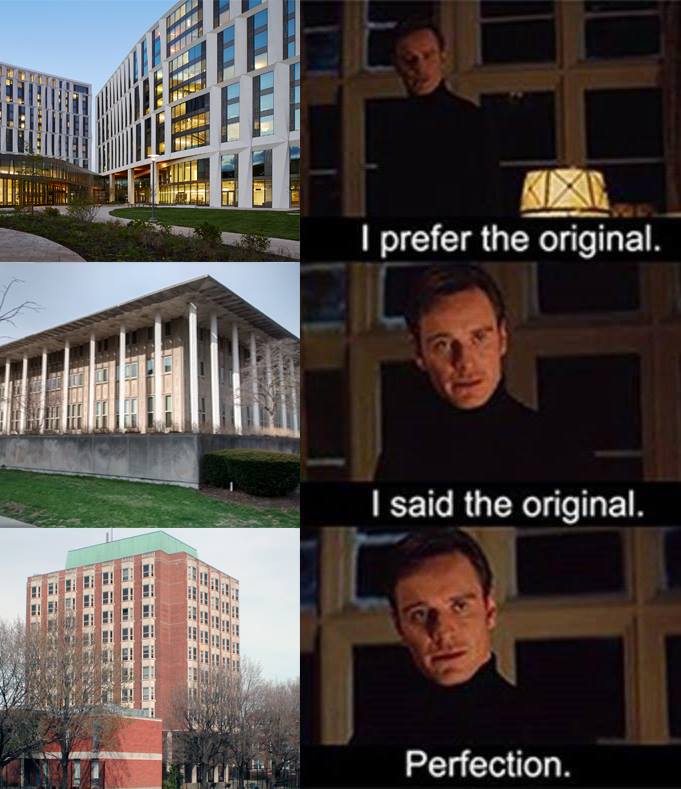 I prefer the original.
I said the original.
Perfection.